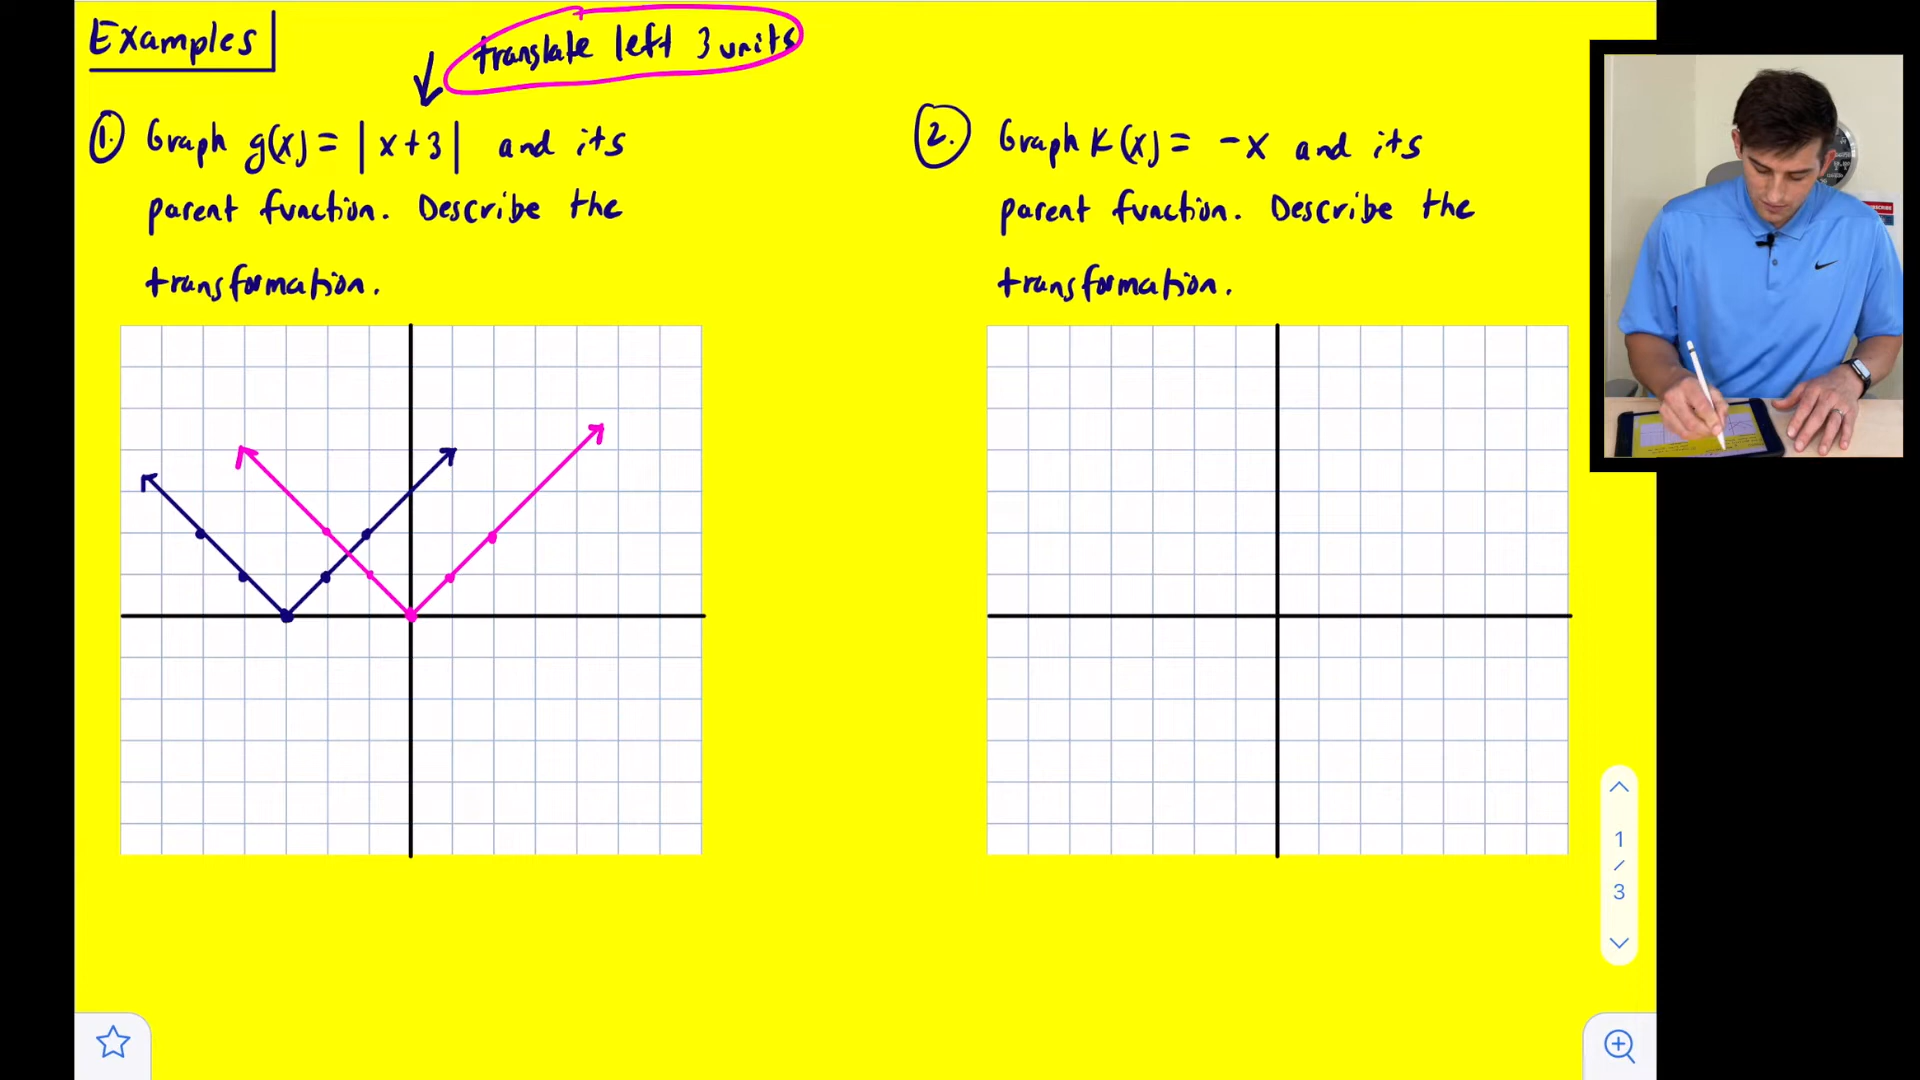 Examples
translate left 3 units
1. Graph g(x) = |x+3| and its
parent function. Describe the
transformation.
2. Graph K(x) = -x and its
parent function. Describe the
transformation.
SUBSCRIBE
1
/
3